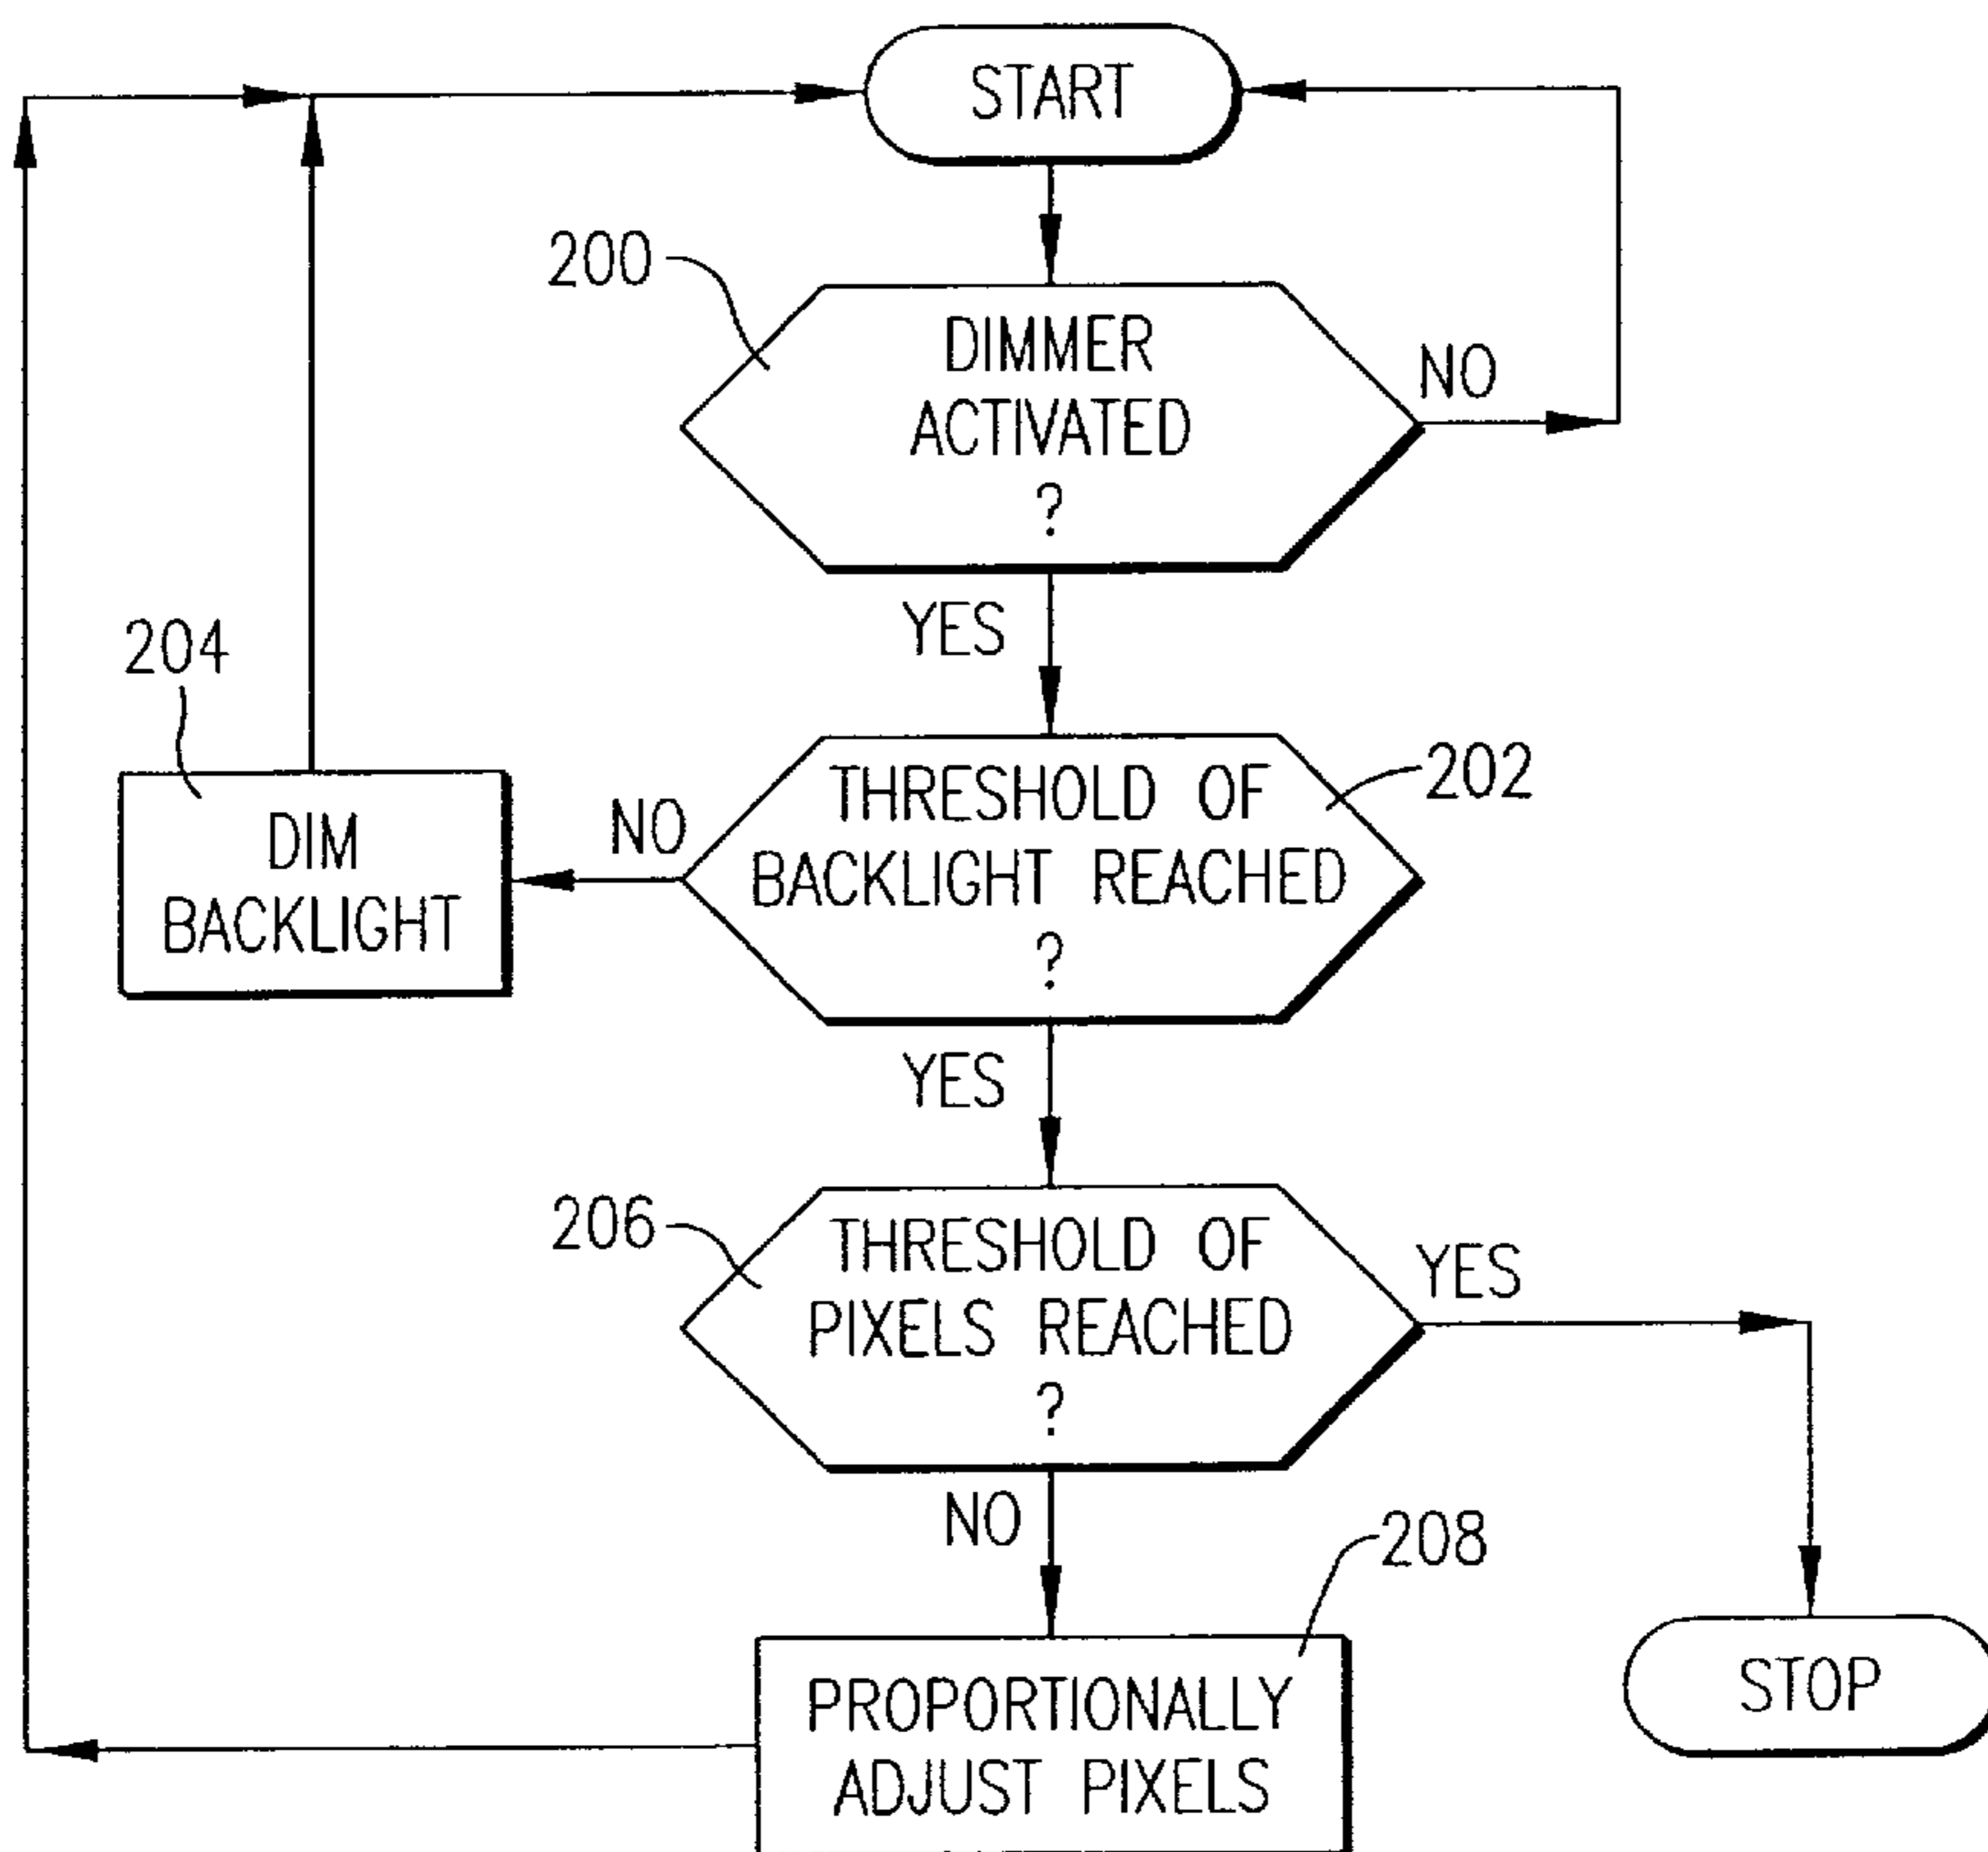 START
200
DIMMER
ACTIVATED
?
NO
YES
204
DIM
BACKLIGHT
NO
THRESHOLD OF
BACKLIGHT REACHED
?
202
YES
206
THRESHOLD OF
PIXELS REACHED
?
YES
NO
208
PROPORTIONALLY
ADJUST PIXELS
STOP